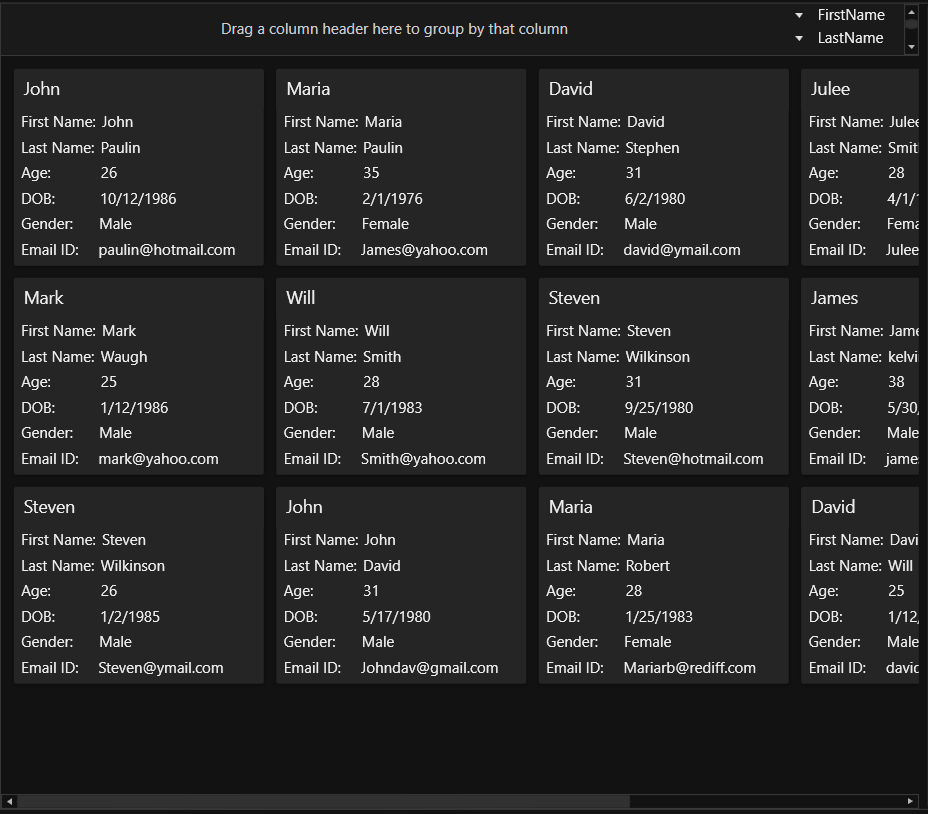 Drag a column header here to group by that column
FirstName
LastName
John
First Name: John
Last Name: Paulin
Age: 26
DOB: 10/12/1986
Gender: Male
Email ID: paulin@hotmail.com
Maria
First Name: Maria
Last Name: Paulin
Age: 35
DOB: 2/1/1976
Gender: Female
Email ID: James@yahoo.com
David
First Name: David
Last Name: Stephen
Age: 31
DOB: 6/2/1980
Gender: Male
Email ID: david@ymail.com
Julee
First Name: Julee
Last Name:
Age: 28
DOB: 4/1/
Gender:
Email ID: Julee
Mark
First Name: Mark
Last Name: Waugh
Age: 25
DOB: 1/12/1986
Gender: Male
Email ID: mark@yahoo.com
Will
First Name: Will
Last Name: Smith
Age: 28
DOB: 7/1/1983
Gender: Male
Email ID: Smith@yahoo.com
Steven
First Name: Steven
Last Name: Wilkinson
Age: 31
DOB: 9/25/1980
Gender: Male
Email ID: Steven@hotmail.com
James
First Name:
Last Name:
Age: 38
DOB: 5/30/
Gender: Male
Email ID:
Steven
First Name: Steven
Last Name: Wilkinson
Age: 26
DOB: 1/2/1985
Gender: Male
Email ID: Steven@ymail.com
John
First Name: John
Last Name: David
Age: 31
DOB: 5/17/1980
Gender: Male
Email ID: Johndav@gmail.com
Maria
First Name: Maria
Last Name: Robert
Age: 28
DOB: 1/25/1983
Gender: Female
Email ID: Mariarb@rediff.com
David
First Name:
Last Name: Will
Age: 25
DOB: 1/12/
Gender: Male
Email ID: